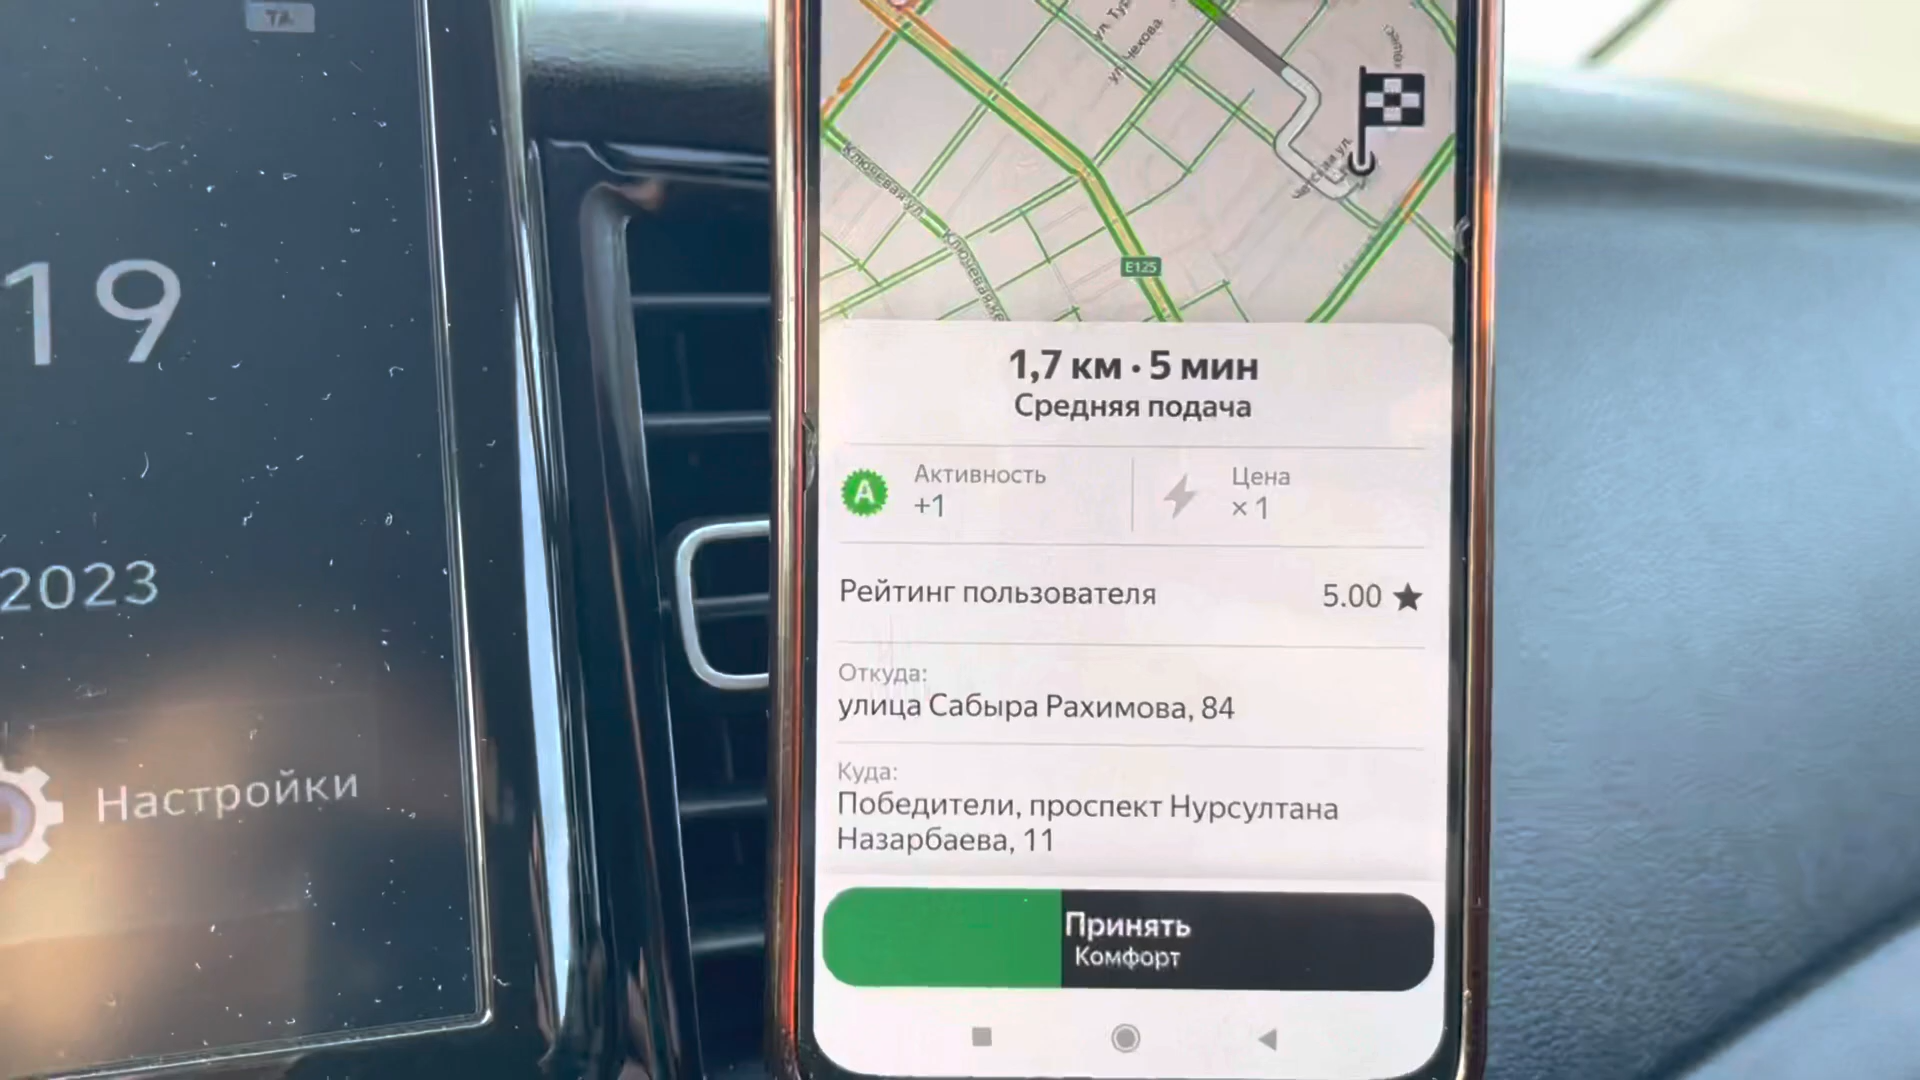 19
2023
Настройки
ул. Чехова
Ключевая ул.
Ключевая
E125
1,7 км · 5 мин
Средняя подача
Активность
+1
Цена
×1
Рейтинг пользователя
5.00 ★
Откуда:
улица Сабыра Рахимова, 84
Куда:
Победители, проспект Нурсултана
Назарбаева, 11
Принять
Комфорт